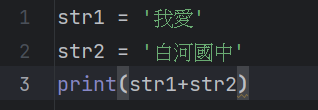 1 str1 = '我愛'
2 str2 = '白河國中'
3 print(str1+str2)